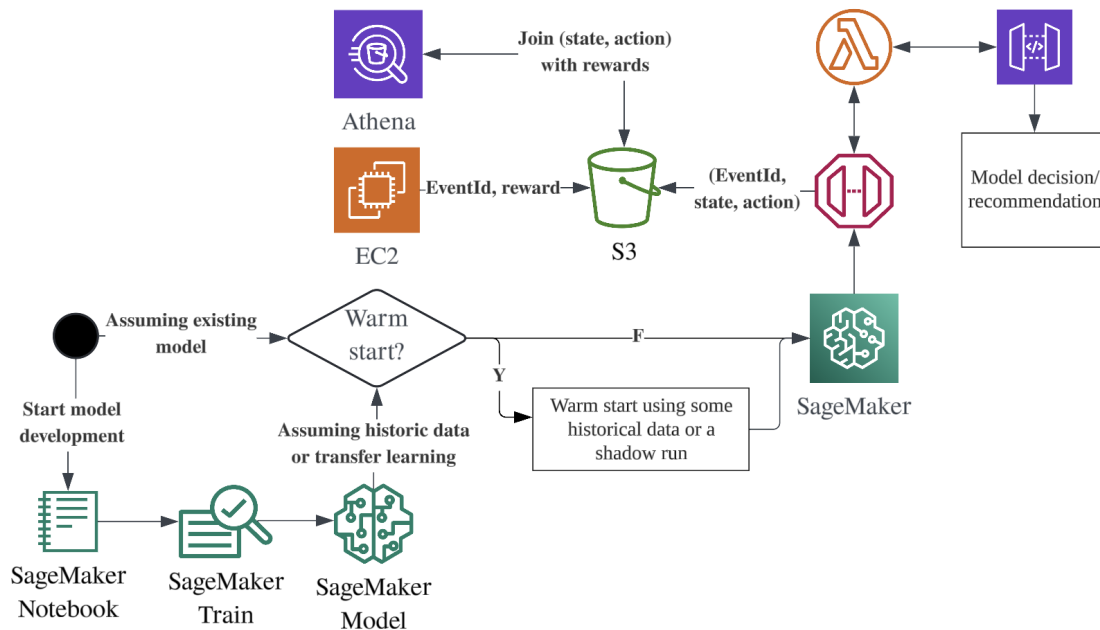 Join (state, action)
with rewards
Athena
EventId, reward
EC2
S3
(EventId,
state, action)
Model decision/
recommendation
Assuming existing
model
Warm
start?
F
Y
Warm start using some
historical data or a
shadow run
SageMaker
Start model
development
Assuming historic data
or transfer learning
SageMaker
Notebook
SageMaker
Train
SageMaker
Model